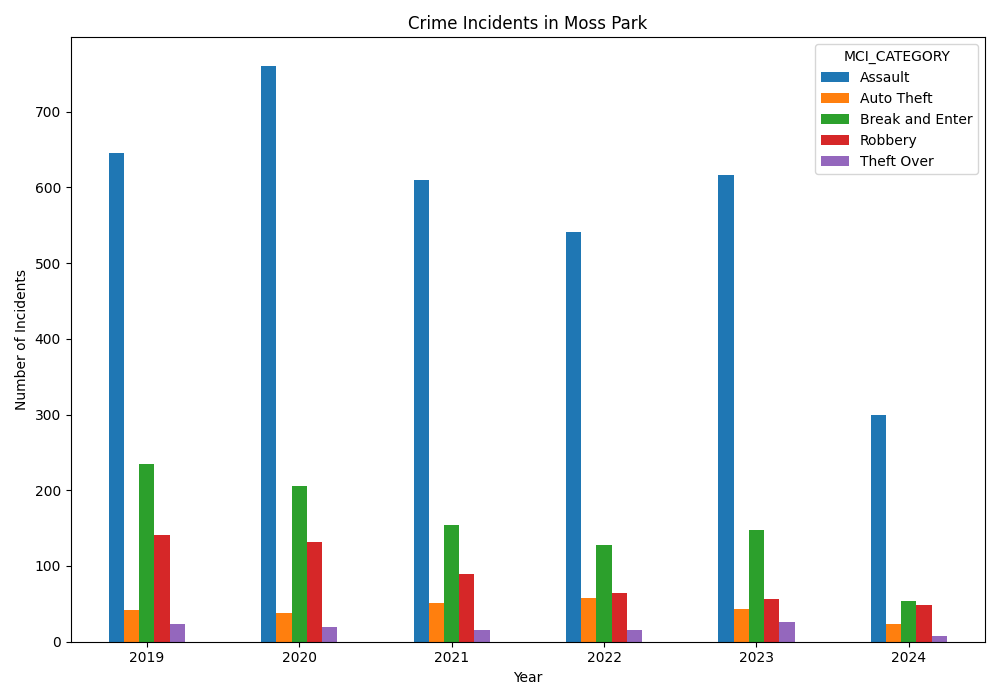 Crime Incidents in Moss Park
MCI_CATEGORY
Assault
Auto Theft
Break and Enter
Robbery
Theft Over
Number of Incidents
700
600
500
400
300
200
100
0
2019 2020 2021 2022 2023 2024
Year